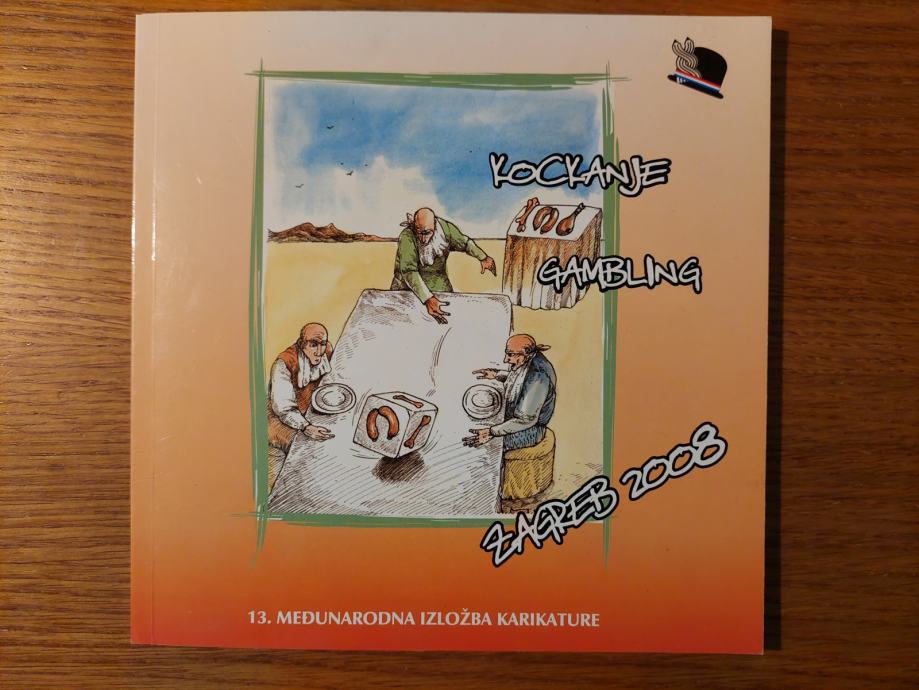 KOCKANJE
GAMBLING
ZAGREB 2008
13. MEĐUNARODNA IZLOŽBA KARIKATURE